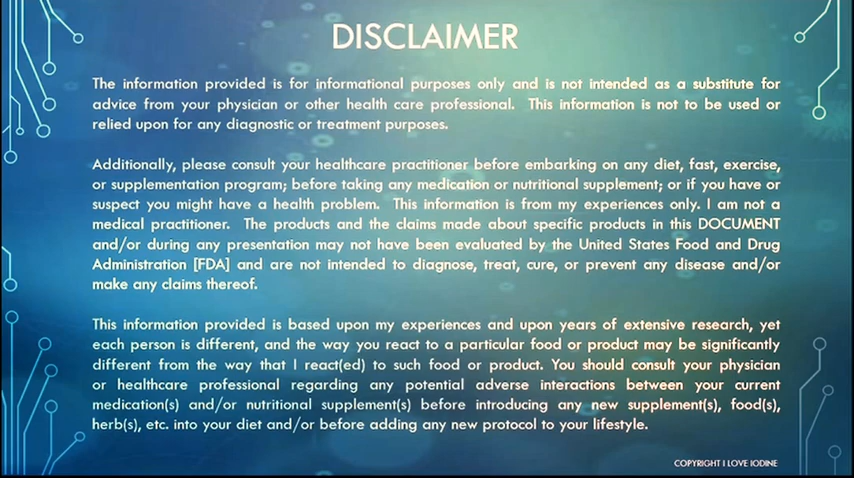 DISCLAIMER
The information provided is for informational purposes only and is not intended as a substitute for
advice from your physician or other health care professional. This information is not to be used or
relied upon for any diagnostic or treatment purposes.
Additionally, please consult your healthcare practitioner before embarking on any diet, fast, exercise,
or supplementation program; before taking any medication or nutritional supplement; or if you have or
suspect you might have a health problem. This information is from my experiences only. I am not a
medical practitioner. The products and the claims made about specific products in this DOCUMENT
and/or during any presentation may not have been evaluated by the United States Food and Drug
Administration [FDA] and are not intended to diagnose, treat, cure, or prevent any disease and/or
make any claims thereof.
This information provided is based upon my experiences and upon years of extensive research, yet
each person is different, and the way you react to a particular food or product may be significantly
different from the way that I react(ed) to such food or product. You should consult your physician
or healthcare professional regarding any potential adverse interactions between your current
medication(s) and/or nutritional supplement(s) before introducing any new supplement(s), food(s),
herb(s), etc. into your diet and/or before adding any new protocol to your lifestyle.
COPYRIGHT I LOVE IODINE